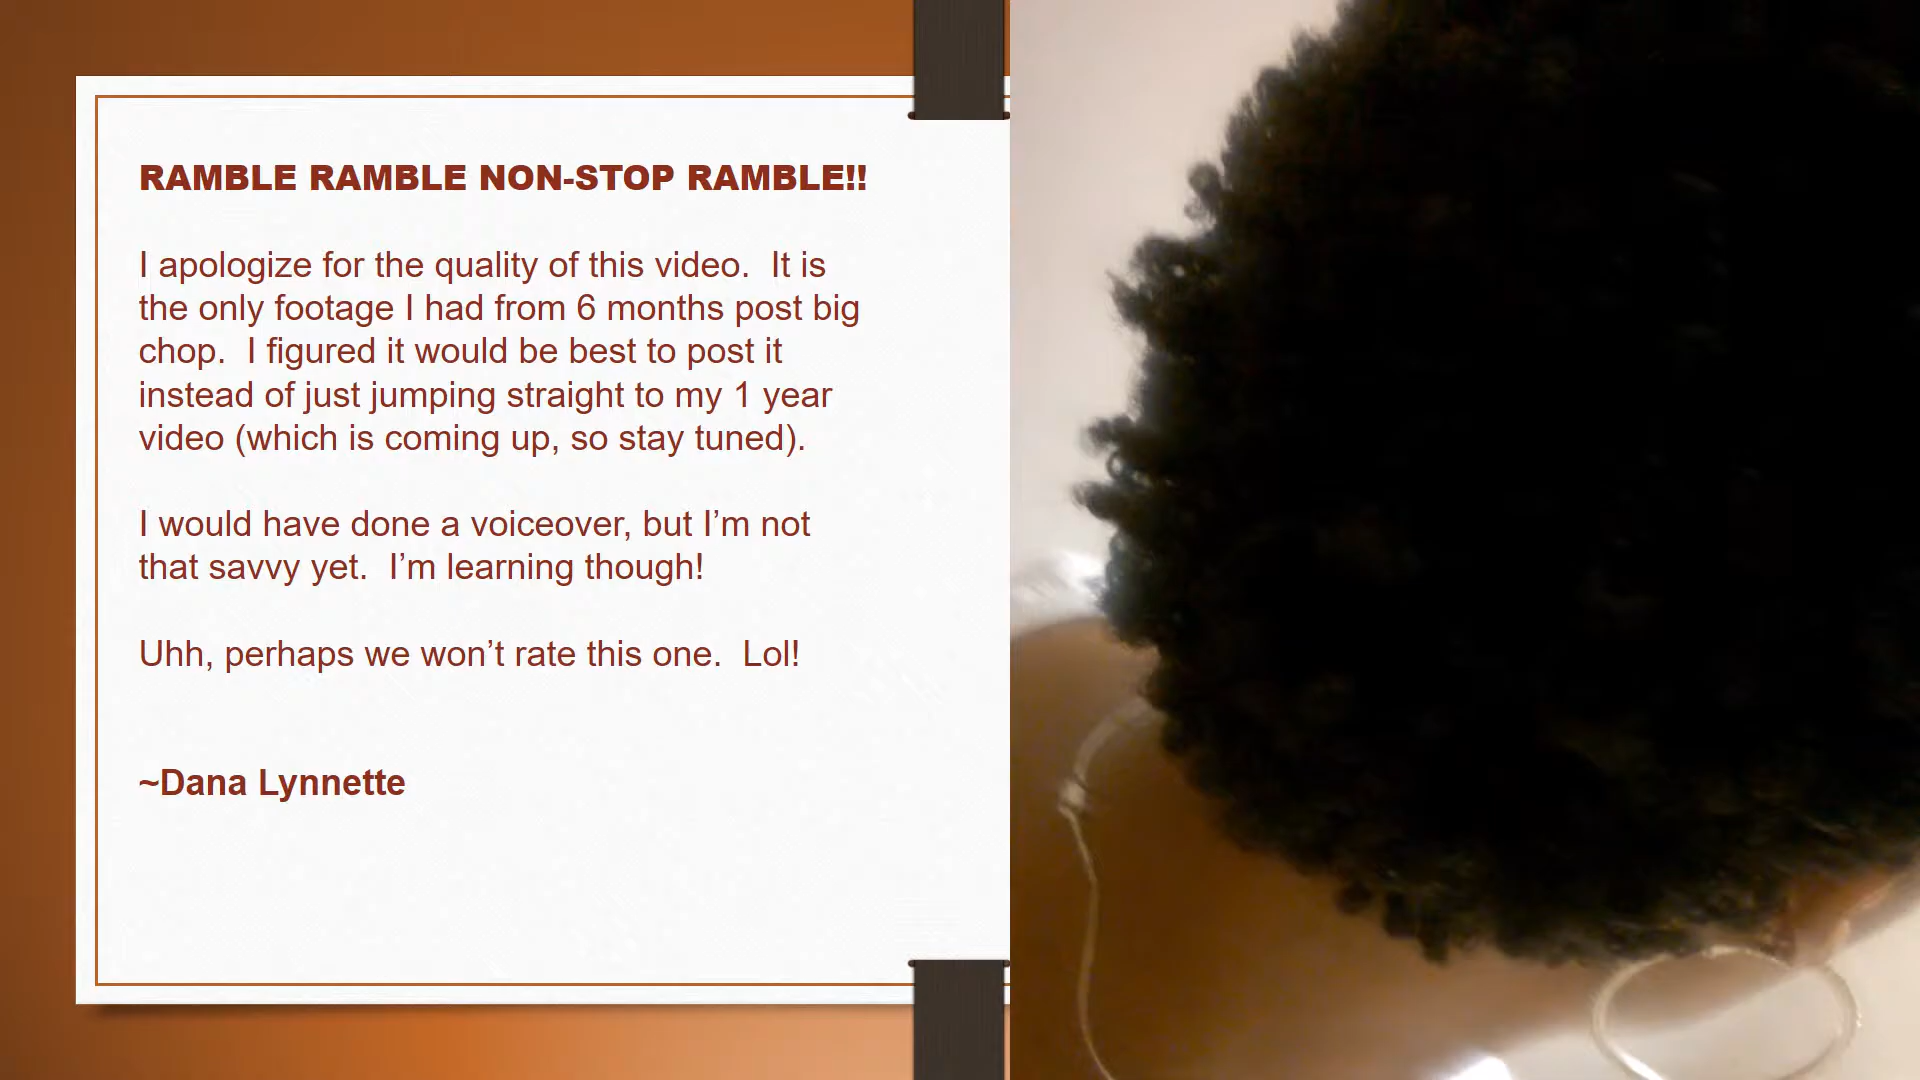 RAMBLE RAMBLE NON-STOP RAMBLE!!
I apologize for the quality of this video.  It is
the only footage I had from 6 months post big
chop.  I figured it would be best to post it
instead of just jumping straight to my 1 year
video (which is coming up, so stay tuned).
I would have done a voiceover, but I’m not
that savvy yet.  I’m learning though!
Uhh, perhaps we won’t rate this one.  Lol!
~Dana Lynnette